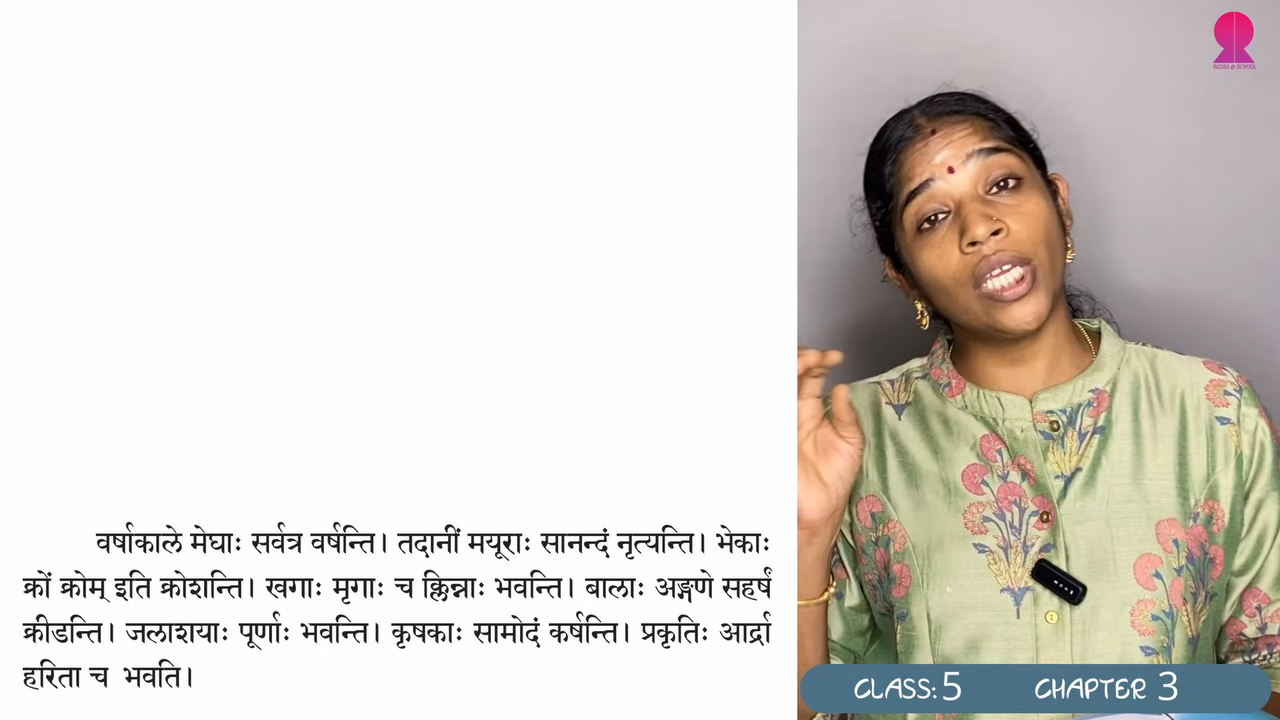 वर्षाकाले मेघाः सर्वत्र वर्षन्ति। तदानीं मयूराः सानन्दं नृत्यन्ति। भेकाः
क्रों क्रोम् इति क्रोशन्ति। खगाः मृगाः च क्लिन्नाः भवन्ति। बालाः अङ्गणे सहर्षं
क्रीडन्ति। जलाशयाः पूर्णाः भवन्ति। कृषकाः सामोदं कर्षन्ति। प्रकृतिः आर्द्रा
हरिता च भवति।
CLASS: 5 CHAPTER 3